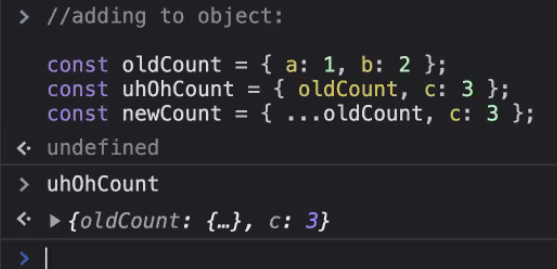 > //adding to object:
const oldCount = { a: 1, b: 2 };
const uhOhCount = { oldCount, c: 3 };
const newCount = { ...oldCount, c: 3 };
<· undefined
> uhOhCount
<· ▶{oldCount: {…}, c: 3}
>